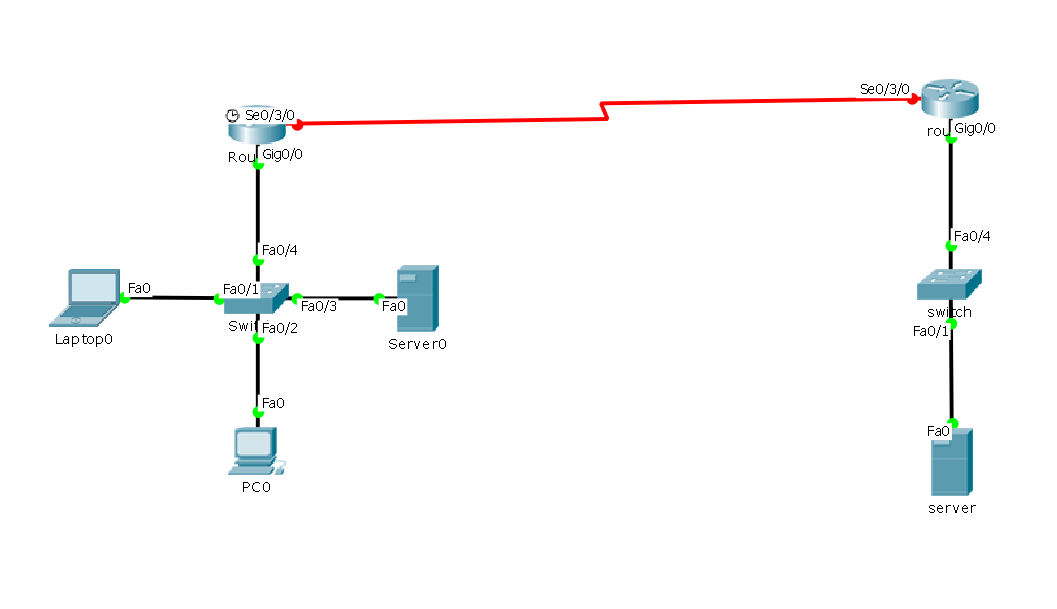 Se0/3/0
Se0/3/0
Rou
Gig0/0
rou
Gig0/0
Fa0/4
Fa0/4
Fa0
Fa0/1
Fa0/3
Fa0
Laptop0
Swit
Fa0/2
Server0
switch
Fa0/1
Fa0
PC0
Fa0
server